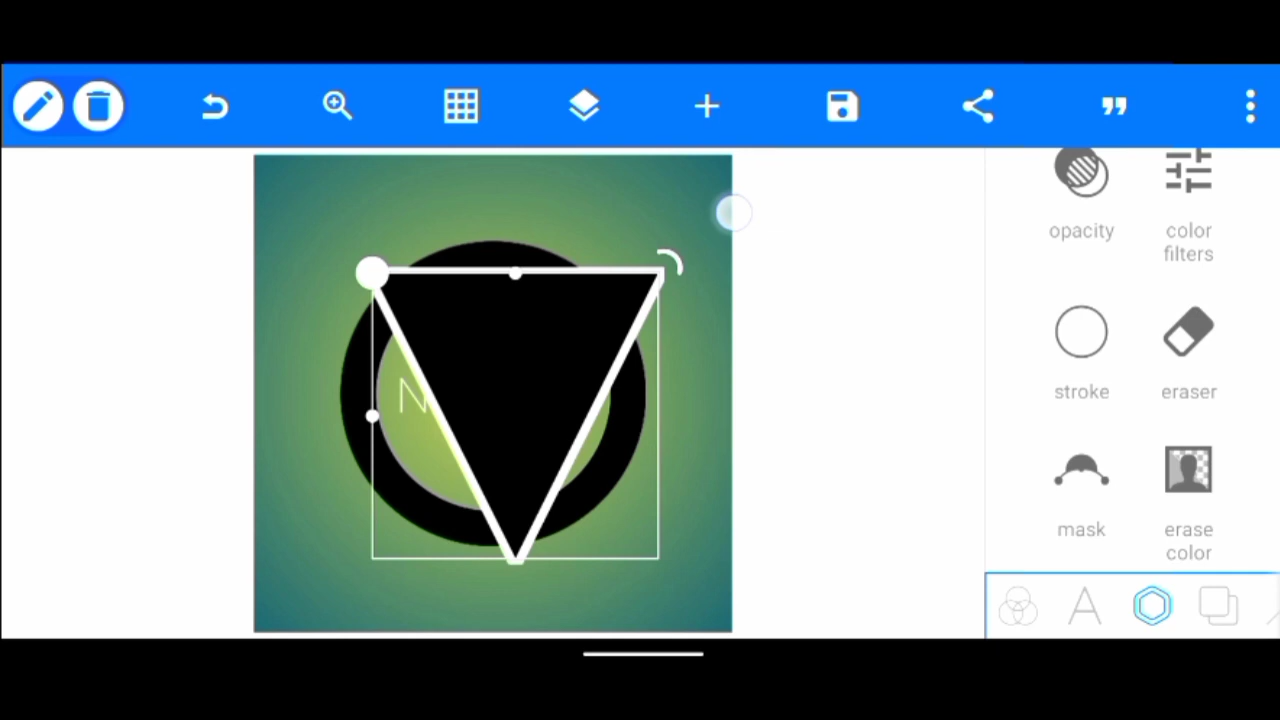 opacity
color
filters
stroke
eraser
N
mask
erase
color